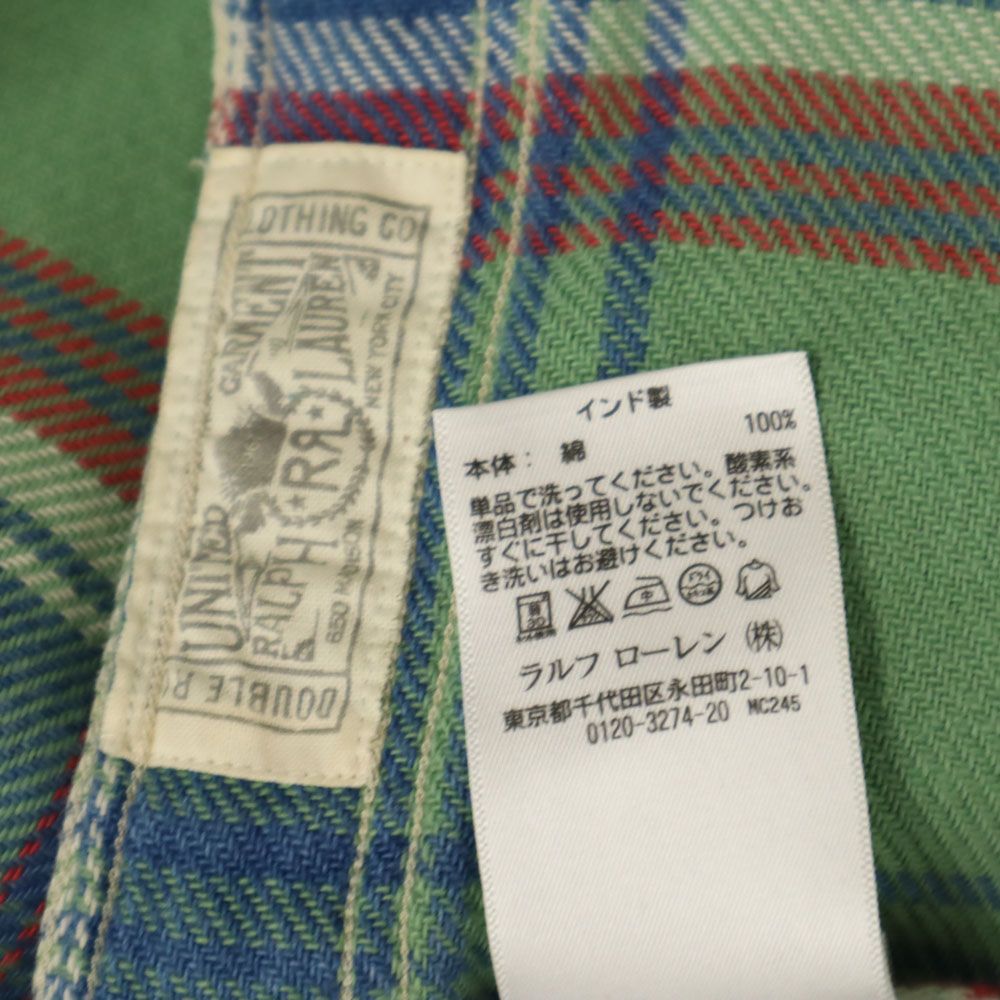 LOTHING CO
GARMENT
UNITED
LAUREN
RRL
RALPH
NEW YORK CITY
650 MADISON
DOUBLE R
インド製
本体: 綿 100%
単品で洗ってください。酸素系
漂白剤は使用しないでください。
すぐに干してください。つけお
き洗いはお避けください。
中
ドライ
ラルフ ローレン (株)
東京都千代田区永田町2-10-1
0120-3274-20 MC245